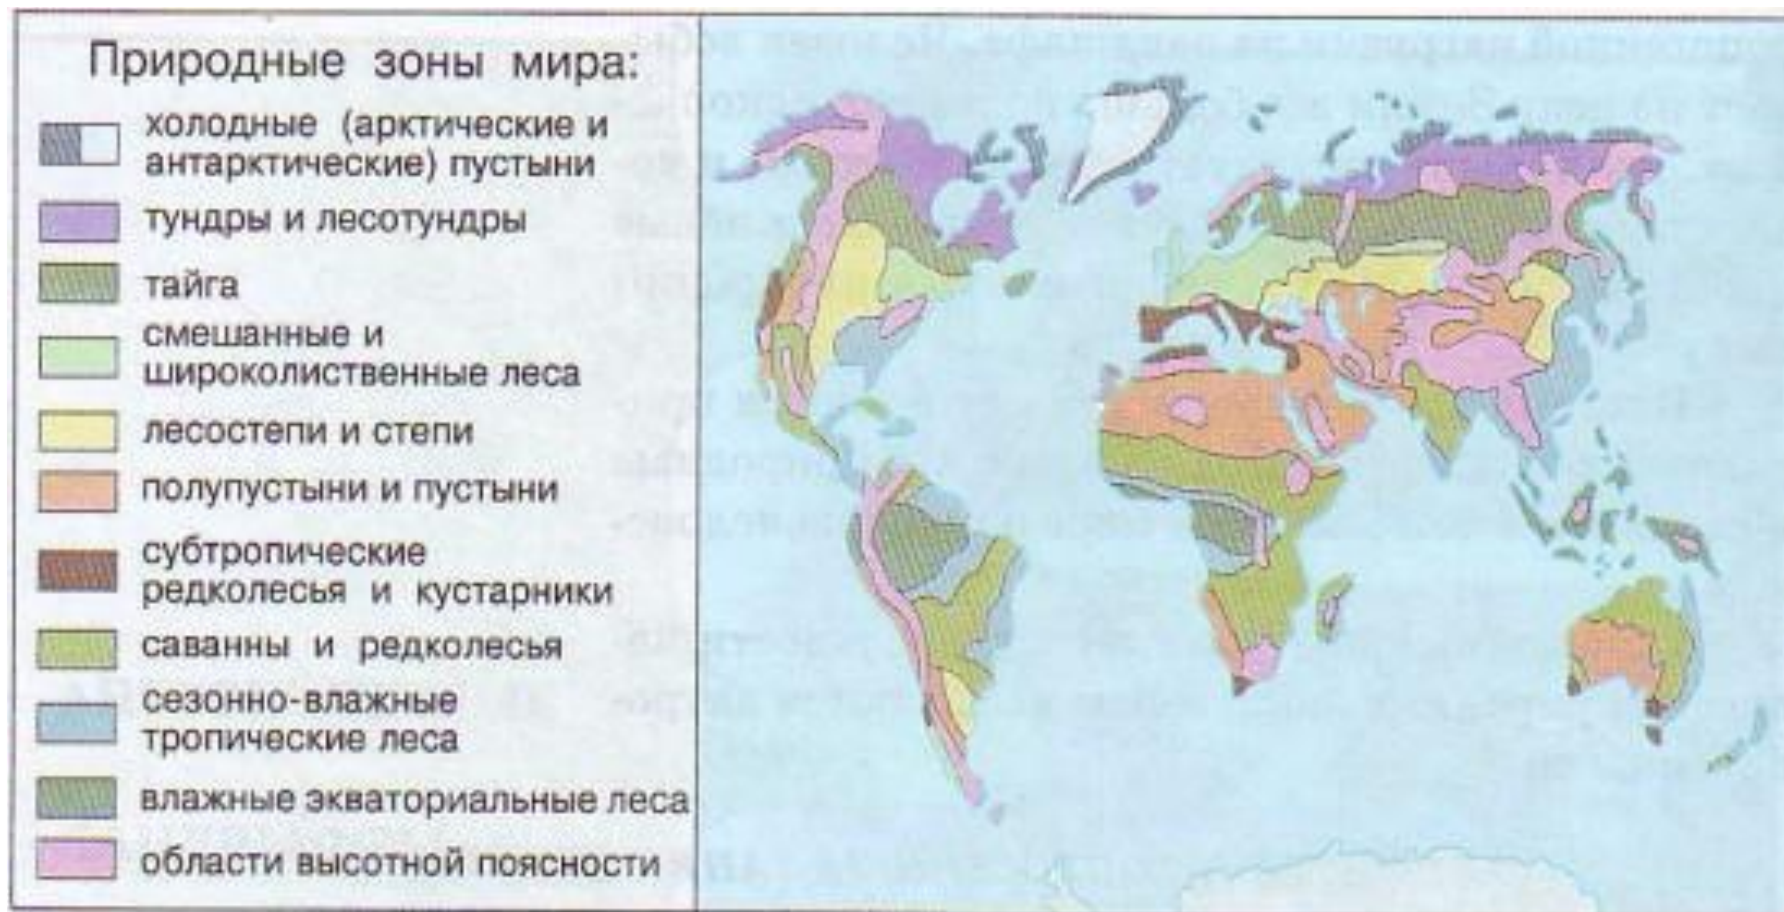 Природные зоны мира:
холодные (арктические и
антарктические) пустыни
тундры и лесотундры
тайга
смешанные и
широколиственные леса
лесостепи и степи
полупустыни и пустыни
субтропические
редколесья и кустарники
саванны и редколесья
сезонно-влажные
тропические леса
влажные экваториальные леса
области высотной поясности